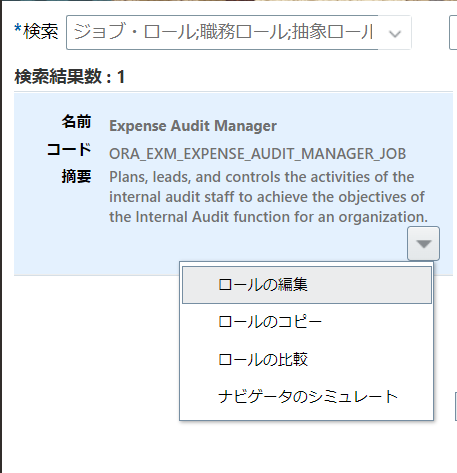 *検索 ジョブ・ロール;職務ロール;抽象ロール
検索結果数 : 1
名前 Expense Audit Manager
コード ORA_EXM_EXPENSE_AUDIT_MANAGER_JOB
摘要 Plans, leads, and controls the activities of the
internal audit staff to achieve the objectives of
the Internal Audit function for an organization.
ロールの編集
ロールのコピー
ロールの比較
ナビゲータのシミュレート